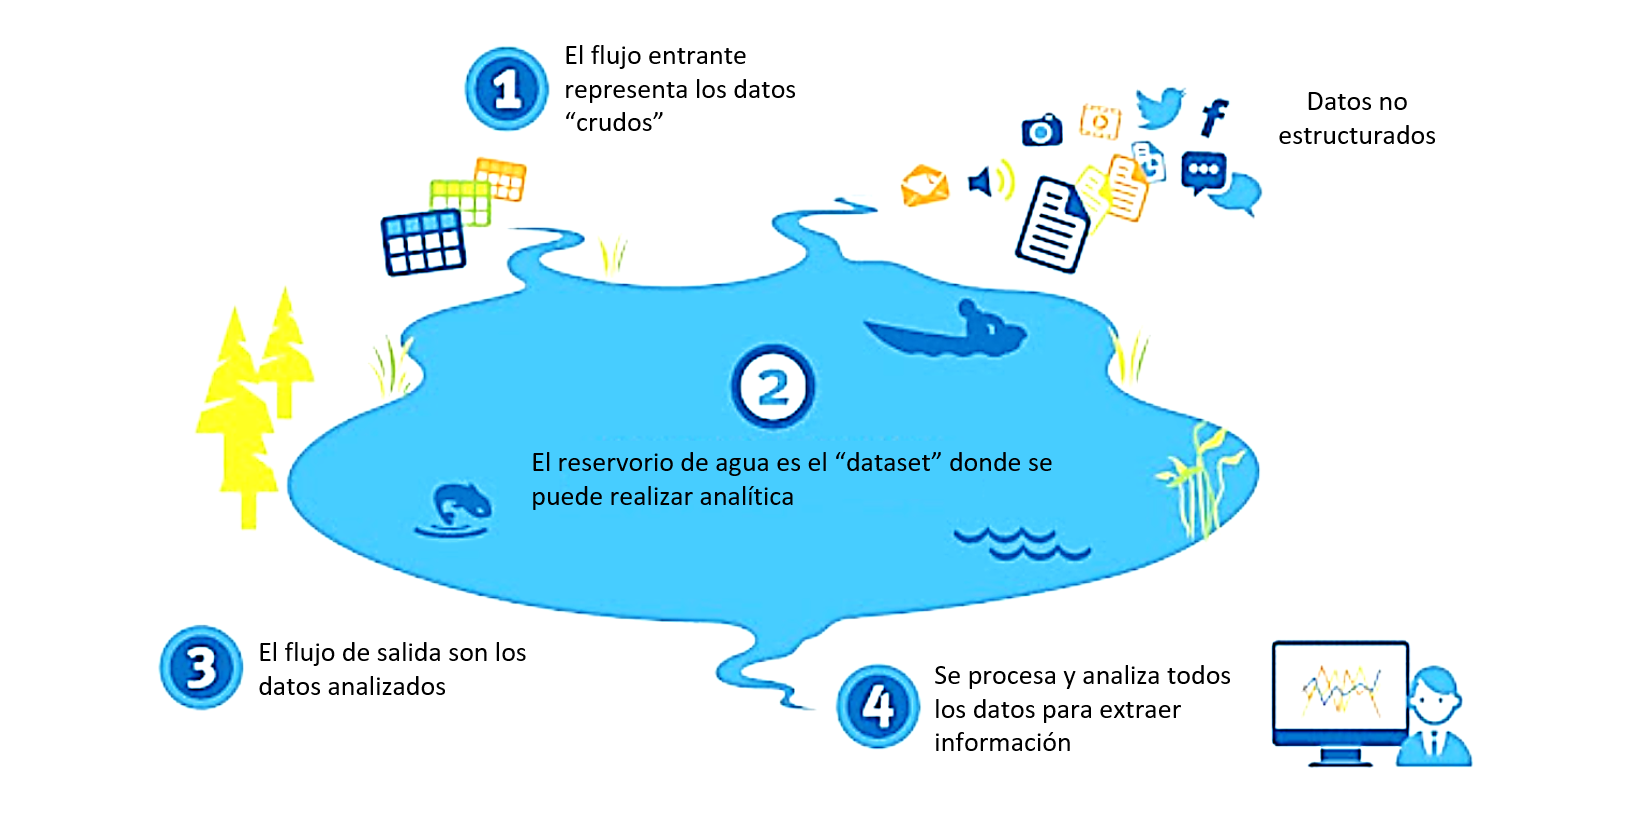 1
El flujo entrante
representa los datos
“crudos”
Datos no
estructurados
2
El reservorio de agua es el “dataset” donde se
puede realizar analítica
3
El flujo de salida son los
datos analizados
4
Se procesa y analiza todos
los datos para extraer
información